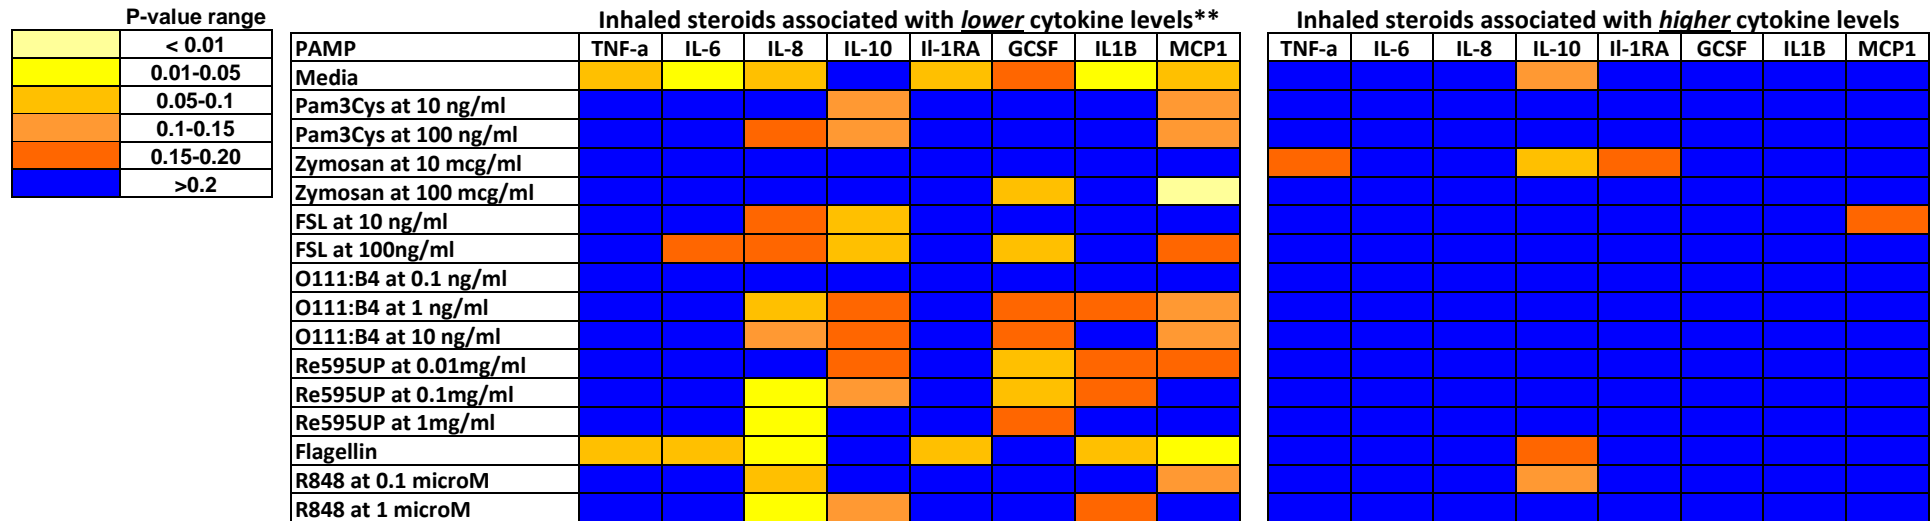 P-value range
< 0.01
0.01-0.05
0.05-0.1
0.1-0.15
0.15-0.20
>0.2
Inhaled steroids associated with lower cytokine levels**
PAMP TNF-a IL-6 IL-8 IL-10 Il-1RA GCSF IL1B MCP1
Media
Pam3Cys at 10 ng/ml
Pam3Cys at 100 ng/ml
Zymosan at 10 mcg/ml
Zymosan at 100 mcg/ml
FSL at 10 ng/ml
FSL at 100ng/ml
O111:B4 at 0.1 ng/ml
O111:B4 at 1 ng/ml
O111:B4 at 10 ng/ml
Re595UP at 0.01mg/ml
Re595UP at 0.1mg/ml
Re595UP at 1mg/ml
Flagellin
R848 at 0.1 microM
R848 at 1 microM
Inhaled steroids associated with higher cytokine levels
TNF-a IL-6 IL-8 IL-10 Il-1RA GCSF IL1B MCP1